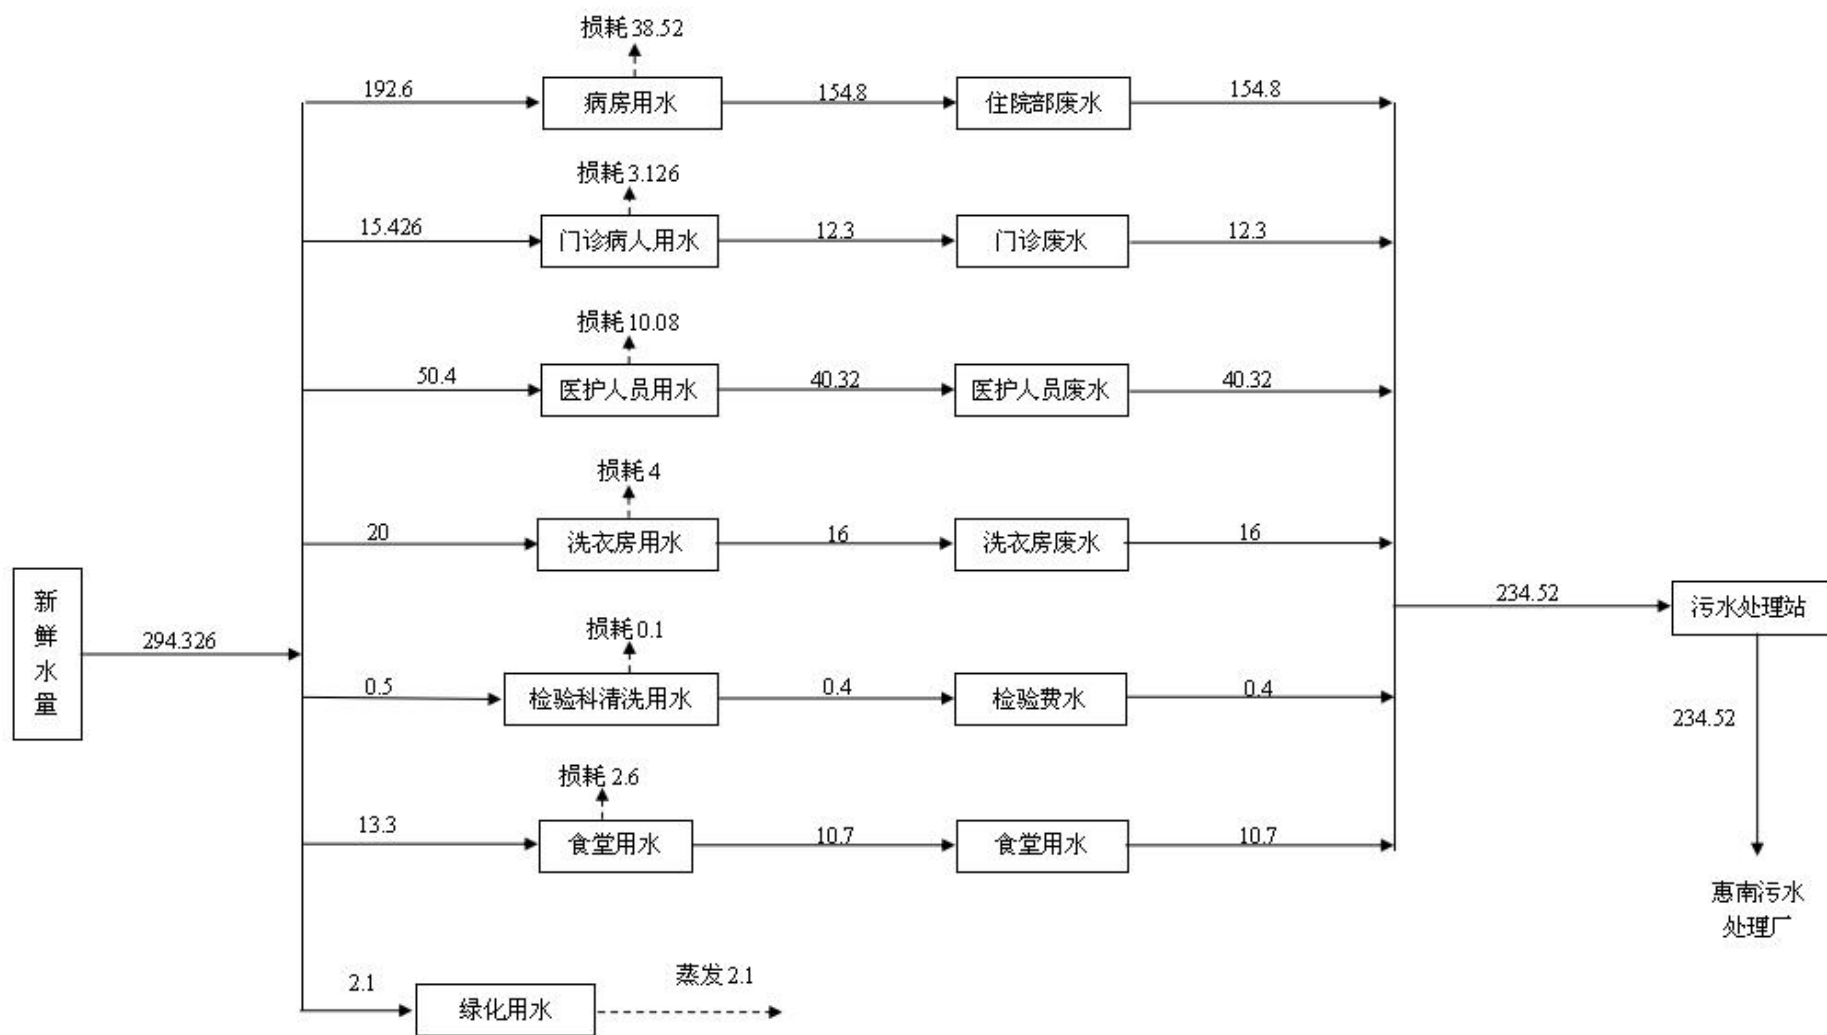 损耗38.52
192.6
病房用水
154.8
住院部废水
154.8
损耗3.126
15.426
门诊病人用水
12.3
门诊废水
12.3
损耗10.08
50.4
医护人员用水
40.32
医护人员废水
40.32
损耗4
20
洗衣房用水
16
洗衣房废水
16
新
鲜
水
量
294.326
234.52
污水处理站
损耗0.1
0.5
检验科清洗用水
0.4
检验费水
0.4
234.52
损耗2.6
13.3
食堂用水
10.7
食堂用水
10.7
惠南污水
处理厂
2.1
绿化用水
蒸发2.1